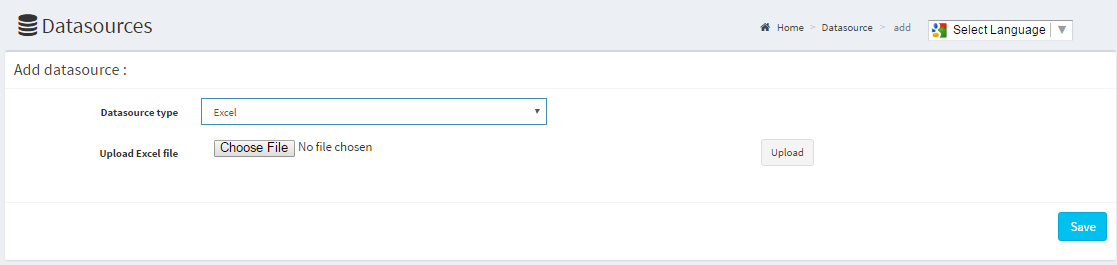 Datasources
Home > Datasource > add
Select Language ▼
Add datasource :
Datasource type
Excel
Upload Excel file
Choose File No file chosen
Upload
Save